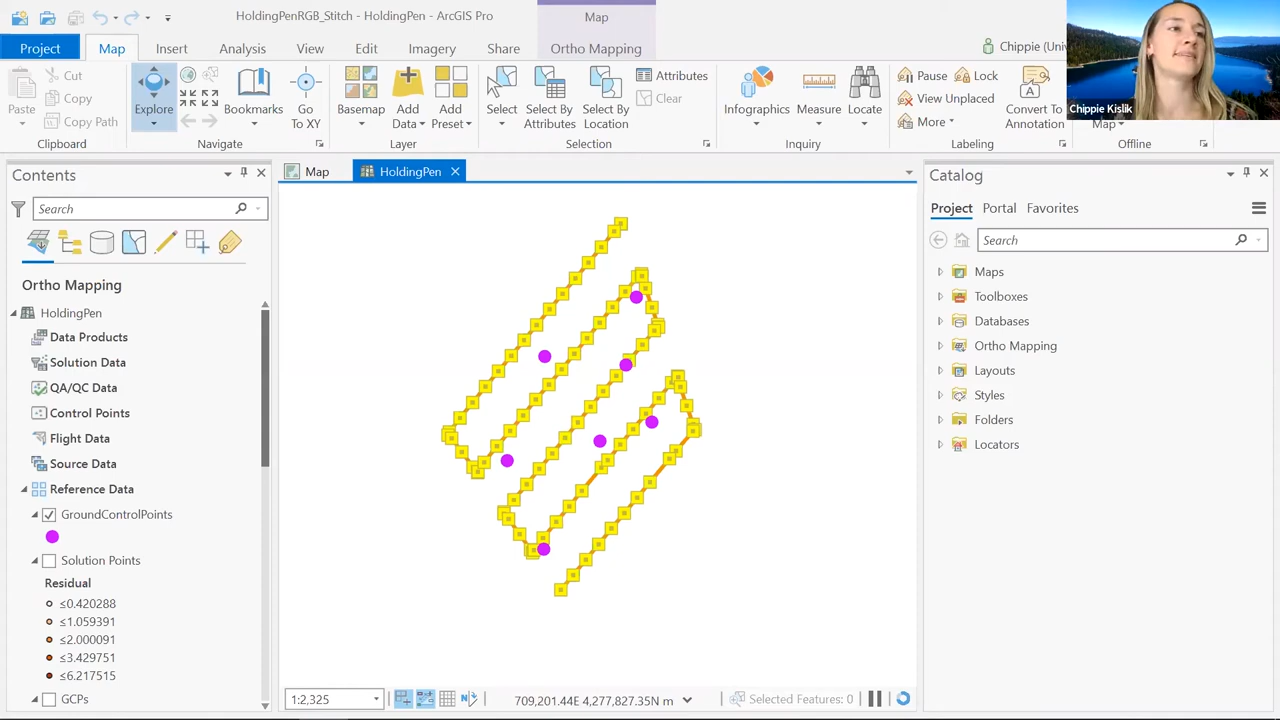 HoldingPenRGB_Stitch - HoldingPen - ArcGIS Pro
Map
Chippie (Uni
Project
Map
Insert
Analysis
View
Edit
Imagery
Share
Ortho Mapping
Paste
Cut
Copy
Copy Path
Clipboard
Explore
Bookmarks
Go To XY
Navigate
Basemap
Add Data
Add Preset
Layer
Select
Select By Attributes
Select By Location
Attributes
Clear
Selection
Infographics
Measure
Locate
Inquiry
Pause
Lock
View Unplaced
More
Convert To Annotation
Labeling
Map
Offline
Chippie Kislik
Contents
Search
Ortho Mapping
HoldingPen
Data Products
Solution Data
QA/QC Data
Control Points
Flight Data
Source Data
Reference Data
GroundControlPoints
Solution Points
Residual
≤0.420288
≤1.059391
≤2.000091
≤3.429751
≤6.217515
GCPs
Map
HoldingPen
1:2,325
709,201.44E 4,277,827.35N m
Selected Features: 0
Catalog
Project
Portal
Favorites
Search
Maps
Toolboxes
Databases
Ortho Mapping
Layouts
Styles
Folders
Locators